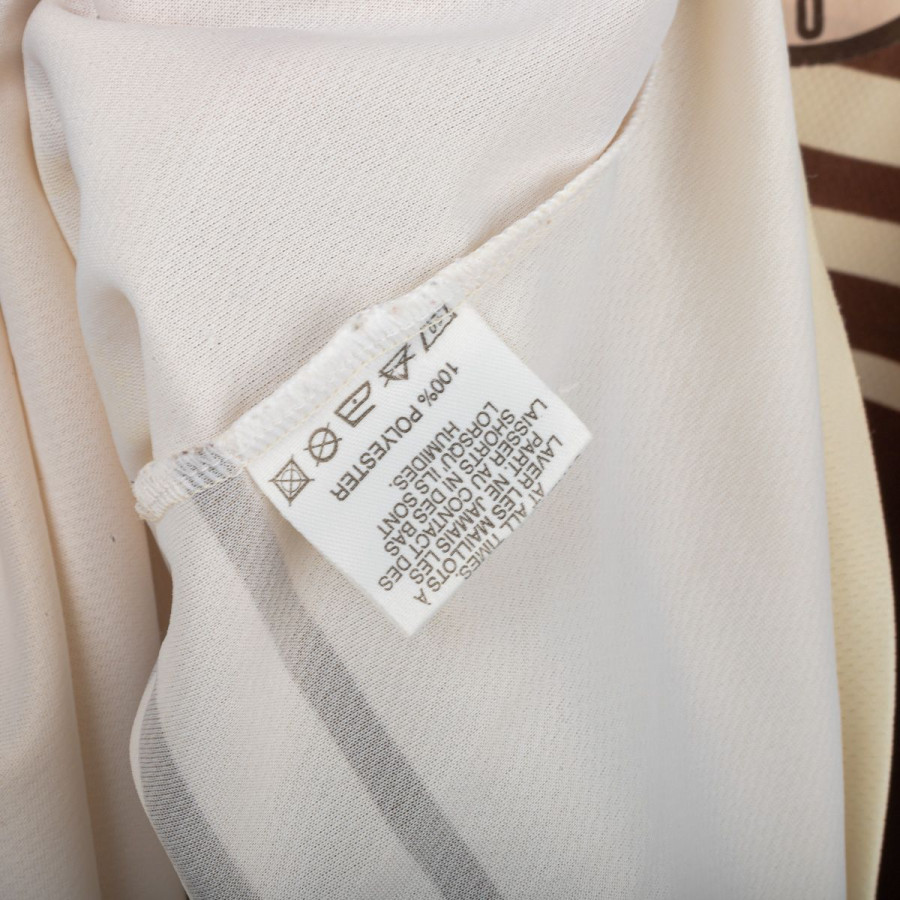 100% POLYESTER
AT ALL TIMES.
LAVER LES MAILLOTS À
PART. NE JAMAIS LES
LAISSER AU CONTACT DES
SHORTS NI DES BAS
LORSQU'ILS SONT
HUMIDES.